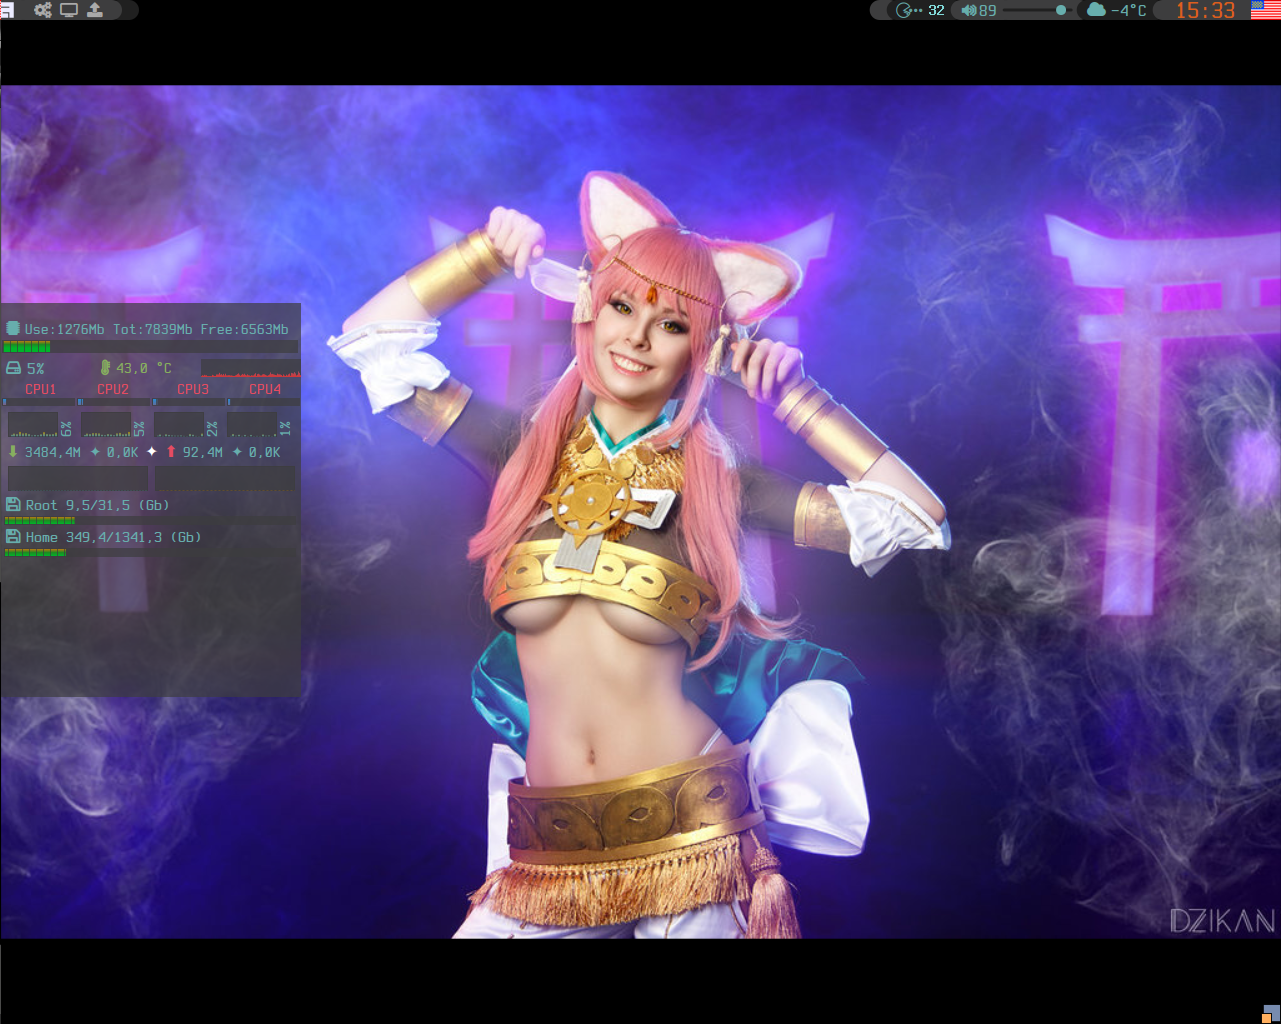 32
89
-4°C
15:33
Use:1276Mb Tot:7839Mb Free:6563Mb
5%
43,0 °C
CPU1 CPU2 CPU3 CPU4
6% 5% 2% 1%
3484,4M 0,0K 92,4M 0,0K
Root 9,5/31,5 (Gb)
Home 349,4/1341,3 (Gb)
DZIKAN